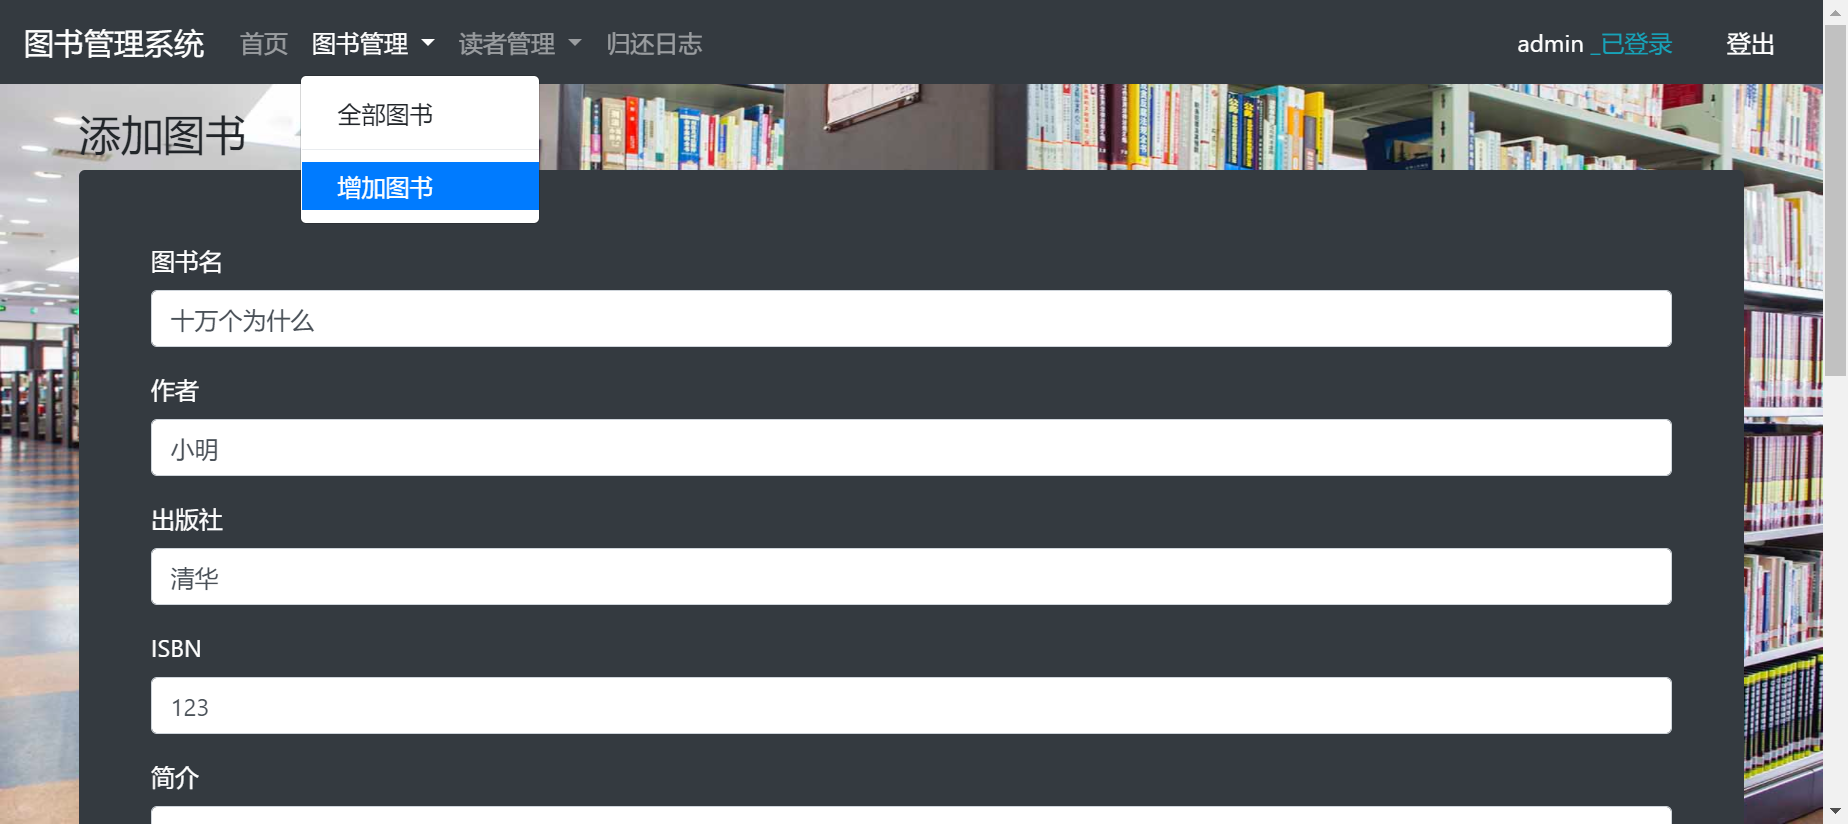 图书管理系统 首页 图书管理 读者管理 归还日志 admin _已登录 登出
全部图书
添加图书
增加图书
图书名
十万个为什么
作者
小明
出版社
清华
ISBN
123
简介